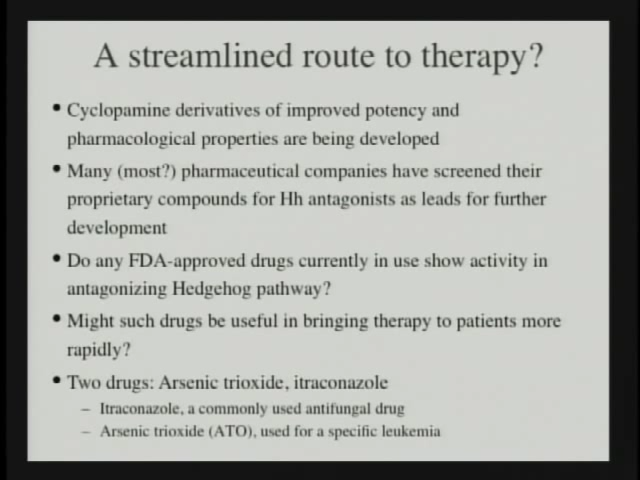 A streamlined route to therapy?
• Cyclopamine derivatives of improved potency and
pharmacological properties are being developed
• Many (most?) pharmaceutical companies have screened their
proprietary compounds for Hh antagonists as leads for further
development
• Do any FDA-approved drugs currently in use show activity in
antagonizing Hedgehog pathway?
• Might such drugs be useful in bringing therapy to patients more
rapidly?
• Two drugs: Arsenic trioxide, itraconazole
– Itraconazole, a commonly used antifungal drug
– Arsenic trioxide (ATO), used for a specific leukemia